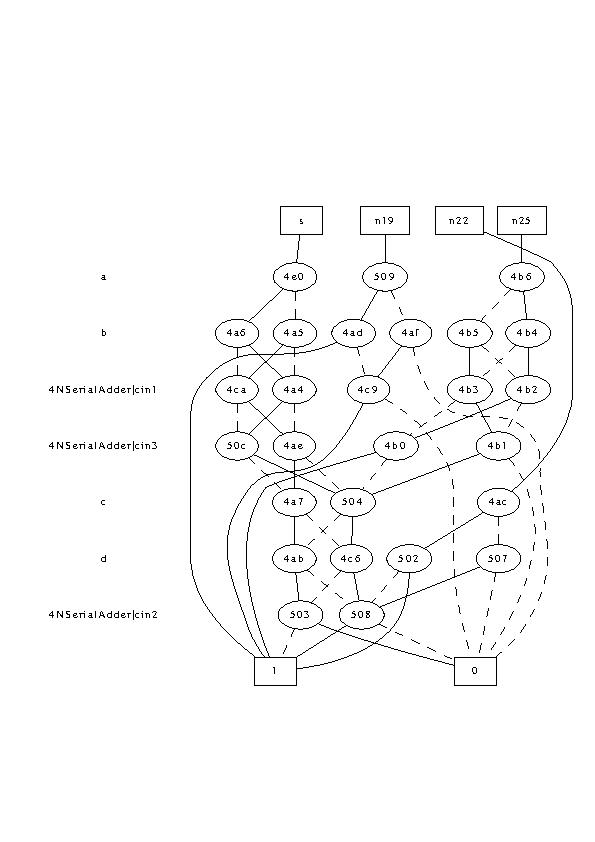 s n19 n22 n25
a 4e0 509 4b6
b 4a6 4a5 4ad 4af 4b5 4b4
4NSerialAdder|cin1 4ca 4a4 4c9 4b3 4b2
4NSerialAdder|cin3 50c 4ae 4b0 4b1
c 4a7 504 4ac
d 4ab 4c6 502 507
4NSerialAdder|cin2 503 508
1 0